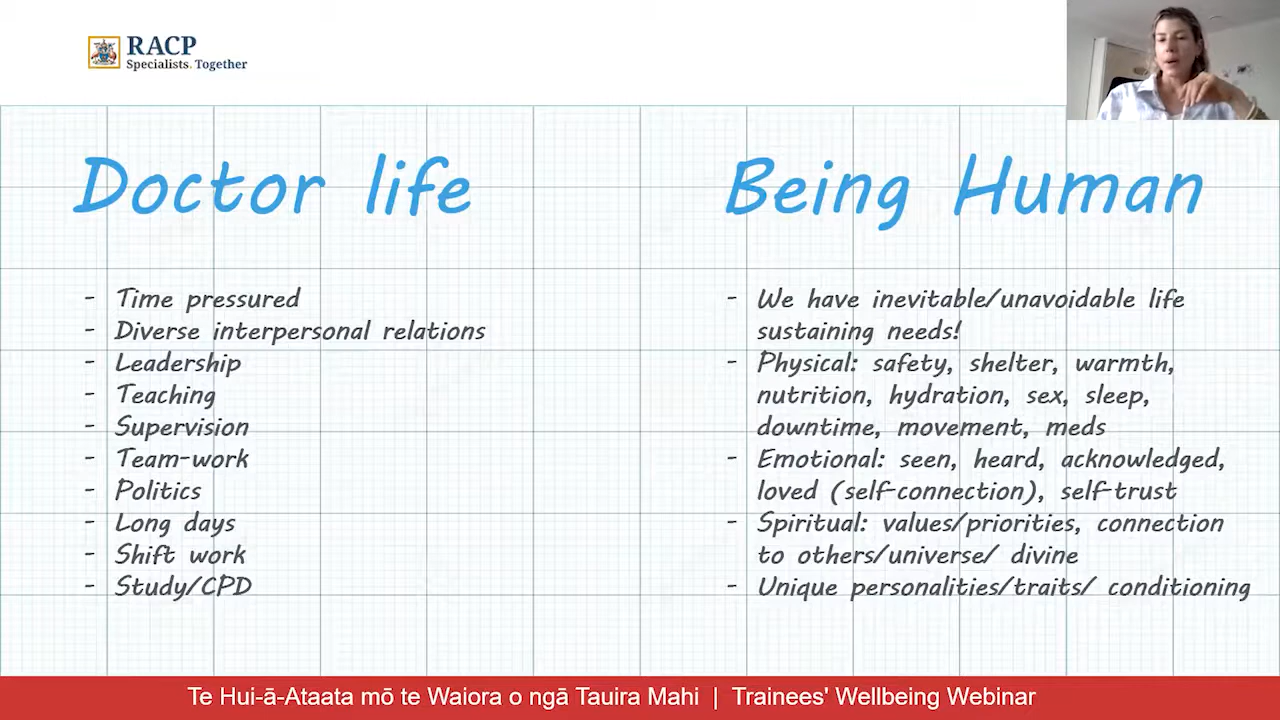 RACP
Specialists. Together
Doctor life
- Time pressured
- Diverse interpersonal relations
- Leadership
- Teaching
- Supervision
- Team-work
- Politics
- Long days
- Shift work
- Study/CPD
Being Human
- We have inevitable/unavoidable life
sustaining needs!
- Physical: safety, shelter, warmth,
nutrition, hydration, sex, sleep,
downtime, movement, meds
- Emotional: seen, heard, acknowledged,
loved (self-connection), self-trust
- Spiritual: values/priorities, connection
to others/universe/ divine
- Unique personalities/traits/ conditioning
Te Hui-ā-Ataata mō te Waiora o ngā Tauira Mahi | Trainees' Wellbeing Webinar